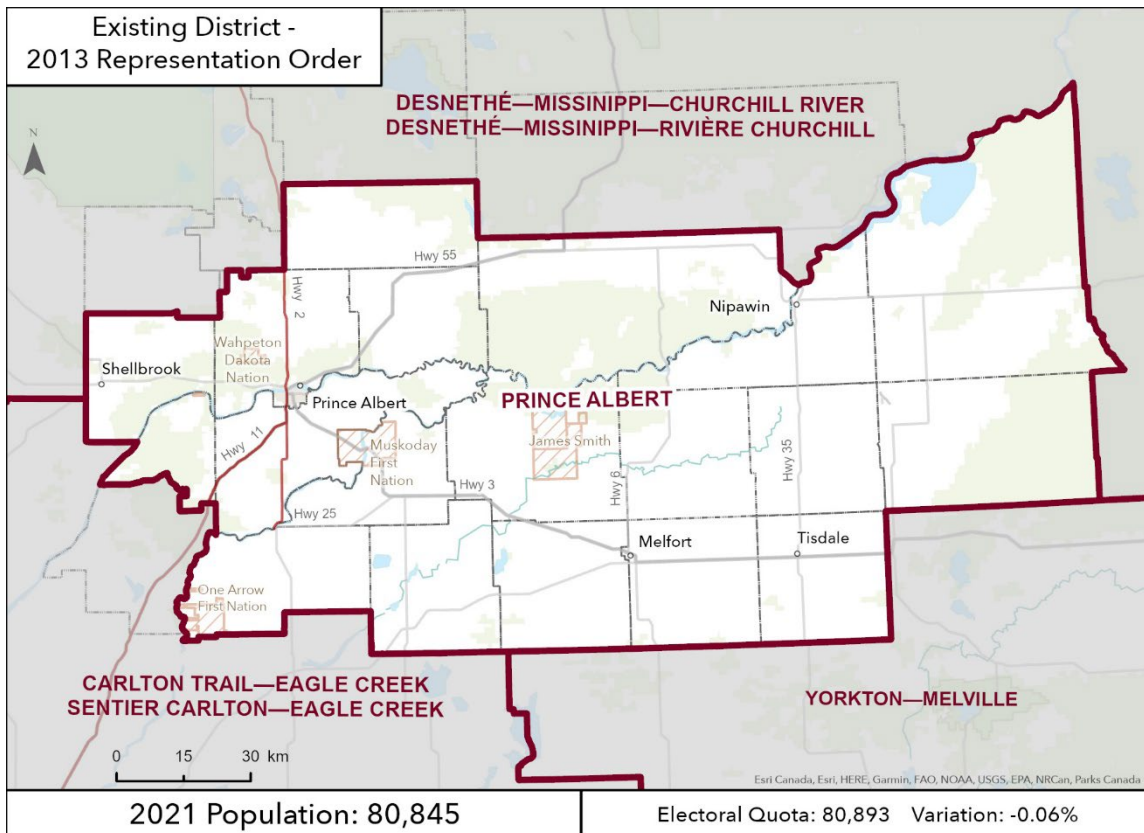 Existing District -
2013 Representation Order
DESNETHÉ—MISSINIPPI—CHURCHILL RIVER
DESNETHÉ—MISSINIPPI—RIVIÈRE CHURCHILL
N
Hwy 55
Hwy 2
Nipawin
Wahpeton
Dakota
Nation
Shellbrook
Prince Albert
PRINCE ALBERT
Hwy 11
Muskoday
First
Nation
James Smith
Hwy 6
Hwy 35
Hwy 3
Hwy 25
Melfort
Tisdale
One Arrow
First Nation
CARLTON TRAIL—EAGLE CREEK
SENTIER CARLTON—EAGLE CREEK
YORKTON—MELVILLE
0 15 30 km
Esri Canada, Esri, HERE, Garmin, FAO, NOAA, USGS, EPA, NRCan, Parks Canada
2021 Population: 80,845
Electoral Quota: 80,893 Variation: -0.06%